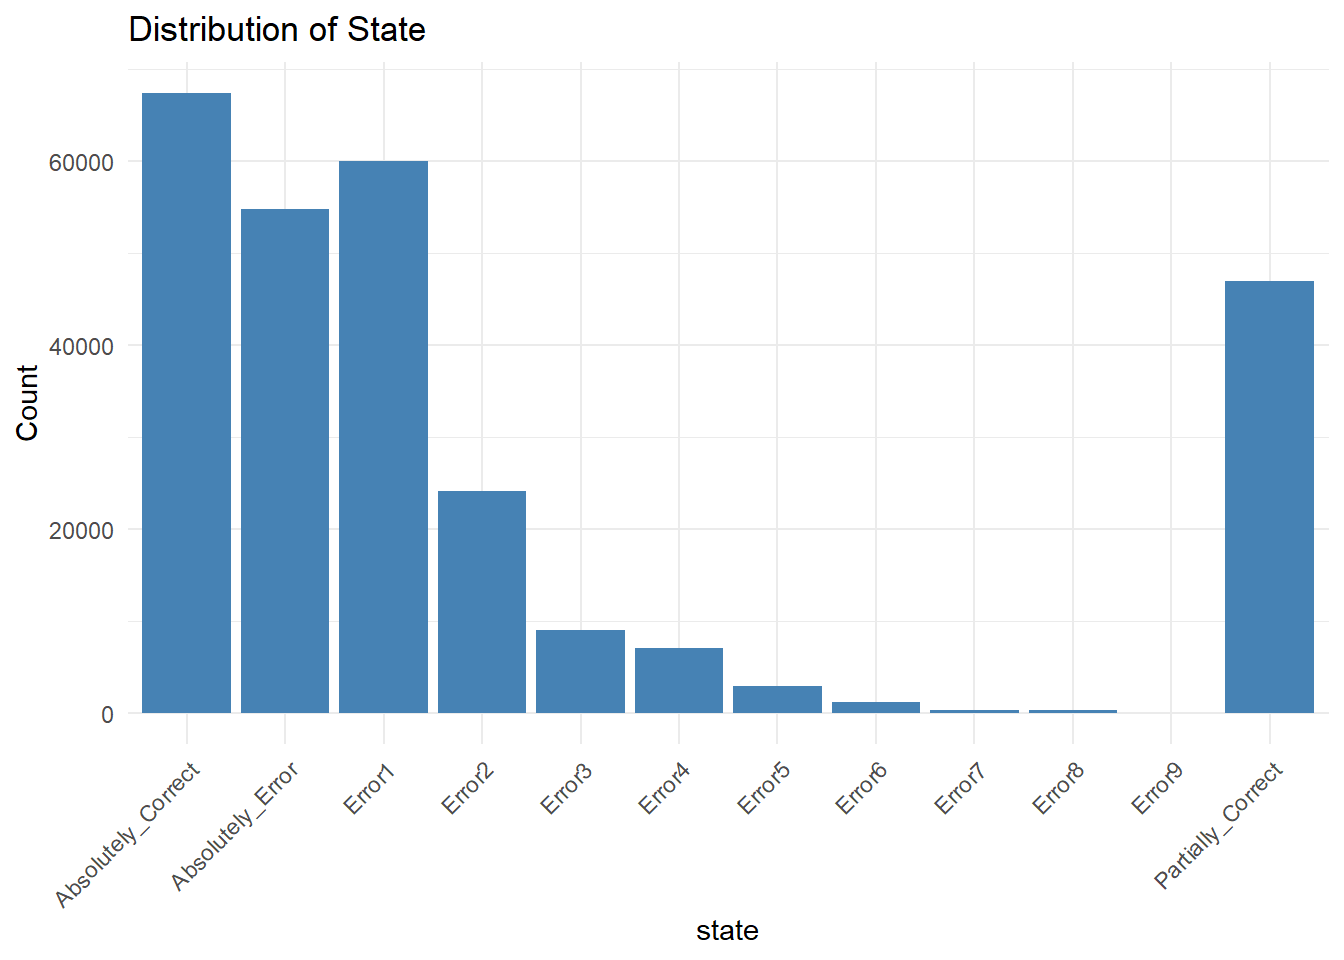 Distribution of State
Count
60000
40000
20000
0
Absolutely_Correct
Absolutely_Error
Error1
Error2
Error3
Error4
Error5
Error6
Error7
Error8
Error9
Partially_Correct
state